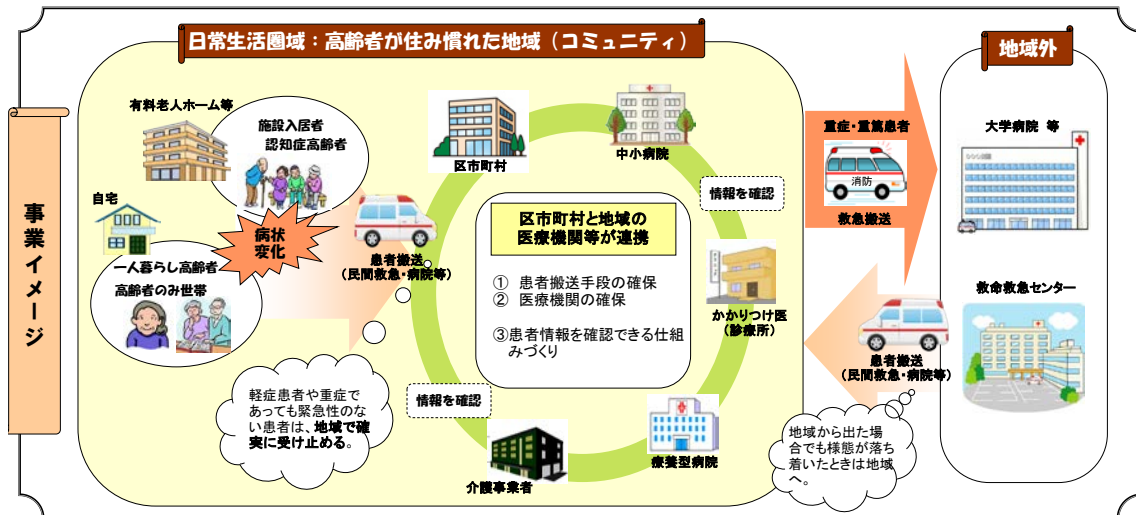 事業イメージ
日常生活圏域：高齢者が住み慣れた地域（コミュニティ）
有料老人ホーム等
施設入居者
認知症高齢者
自宅
病状
変化
一人暮らし高齢者
高齢者のみ世帯
患者搬送
（民間救急・病院等）
軽症患者や重症で
あっても緊急性のな
い患者は、地域で確
実に受け止める。
区市町村
中小病院
情報を確認
区市町村と地域の
医療機関等が連携
① 患者搬送手段の確保
② 医療機関の確保
③患者情報を確認できる仕組
みづくり
かかりつけ医
（診療所）
情報を確認
介護事業者
療養型病院
重症・重篤患者
消防
救急搬送
患者搬送
（民間救急・病院等）
地域から出た場
合でも様態が落ち
着いたときは地域
へ。
地域外
大学病院 等
救命救急センター